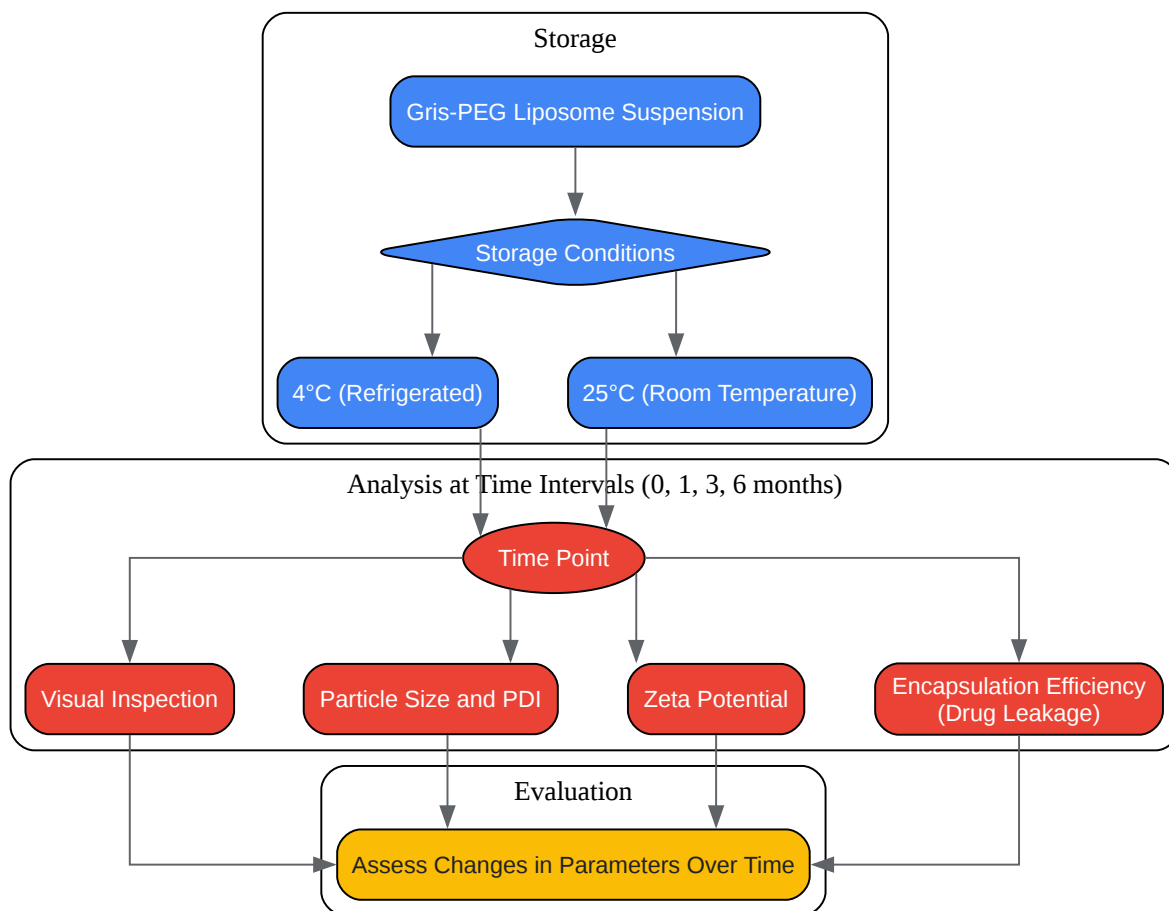 Storage
Gris-PEG Liposome Suspension
Storage Conditions
4°C (Refrigerated)
25°C (Room Temperature)
Analysis at Time Intervals (0, 1, 3, 6 months)
Time Point
Visual Inspection
Particle Size and PDI
Zeta Potential
Encapsulation Efficiency
(Drug Leakage)
Evaluation
Assess Changes in Parameters Over Time